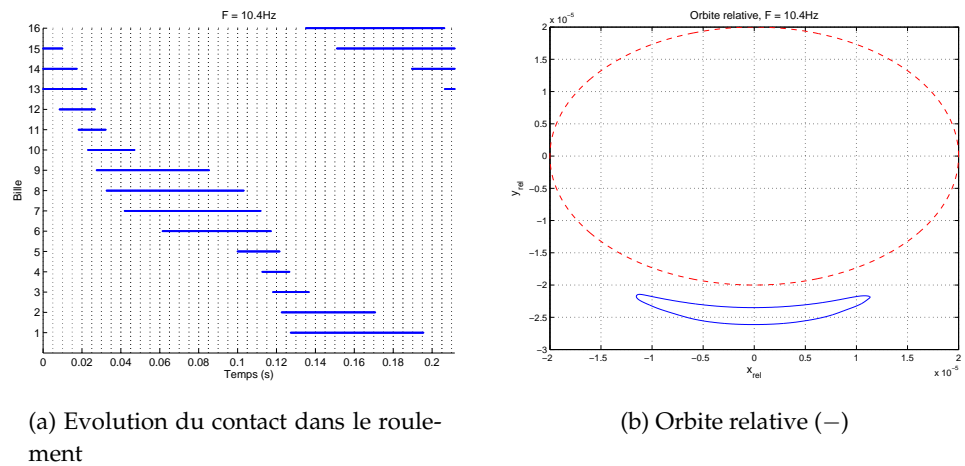 F = 10.4Hz
16
15
14
13
12
11
10
9
8
7
6
5
4
3
2
1
Bille
0 0.02 0.04 0.06 0.08 0.1 0.12 0.14 0.16 0.18 0.2
Temps (s)
(a) Evolution du contact dans le roule-
ment
x 10⁻⁵ Orbite relative, F = 10.4Hz
2
1.5
1
0.5
0
−0.5
−1
−1.5
−2
−2.5
−3
y_rel
−2 −1.5 −1 −0.5 0 0.5 1 1.5 2
x_rel x 10⁻⁵
(b) Orbite relative (−)